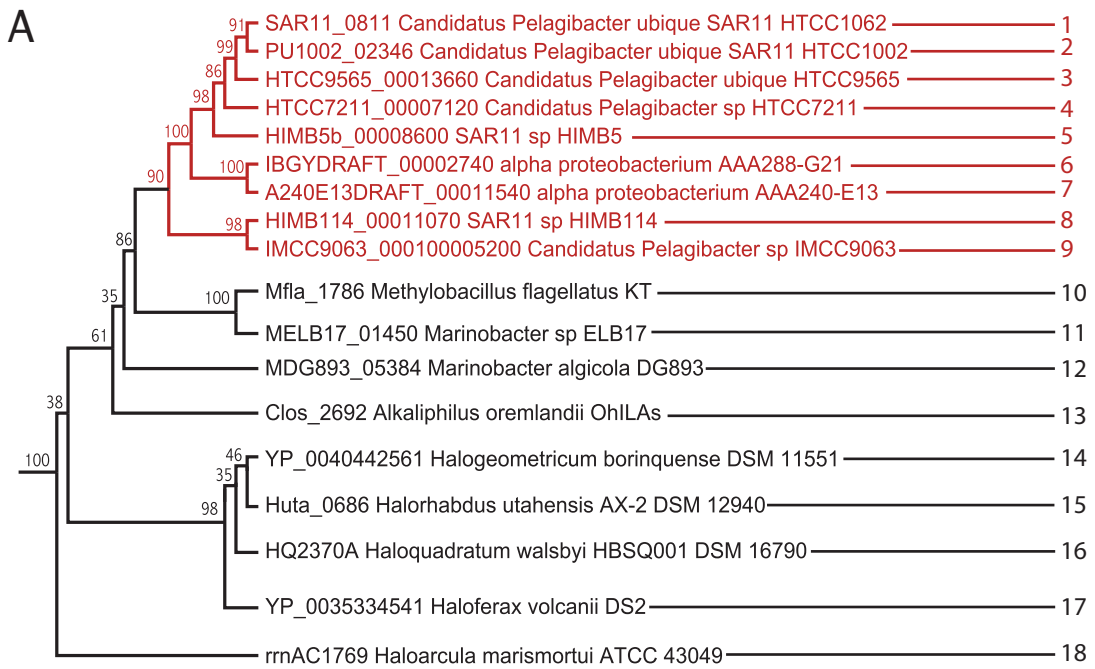 A
91
SAR11_0811 Candidatus Pelagibacter ubique SAR11 HTCC1062 1
99
PU1002_02346 Candidatus Pelagibacter ubique SAR11 HTCC1002 2
86
HTCC9565_00013660 Candidatus Pelagibacter ubique HTCC9565 3
98
HTCC7211_00007120 Candidatus Pelagibacter sp HTCC7211 4
100
HIMB5b_00008600 SAR11 sp HIMB5 5
100
IBGYDRAFT_00002740 alpha proteobacterium AAA288-G21 6
90
A240E13DRAFT_00011540 alpha proteobacterium AAA240-E13 7
98
HIMB114_00011070 SAR11 sp HIMB114 8
86
IMCC9063_000100005200 Candidatus Pelagibacter sp IMCC9063 9
35
100
Mfla_1786 Methylobacillus flagellatus KT 10
61
MELB17_01450 Marinobacter sp ELB17 11
MDG893_05384 Marinobacter algicola DG893 12
38
Clos_2692 Alkaliphilus oremlandii OhILAs 13
100
46
YP_0040442561 Halogeometricum borinquense DSM 11551 14
35
Huta_0686 Halorhabdus utahensis AX-2 DSM 12940 15
98
HQ2370A Haloquadratum walsbyi HBSQ001 DSM 16790 16
YP_0035334541 Haloferax volcanii DS2 17
rrnAC1769 Haloarcula marismortui ATCC 43049 18